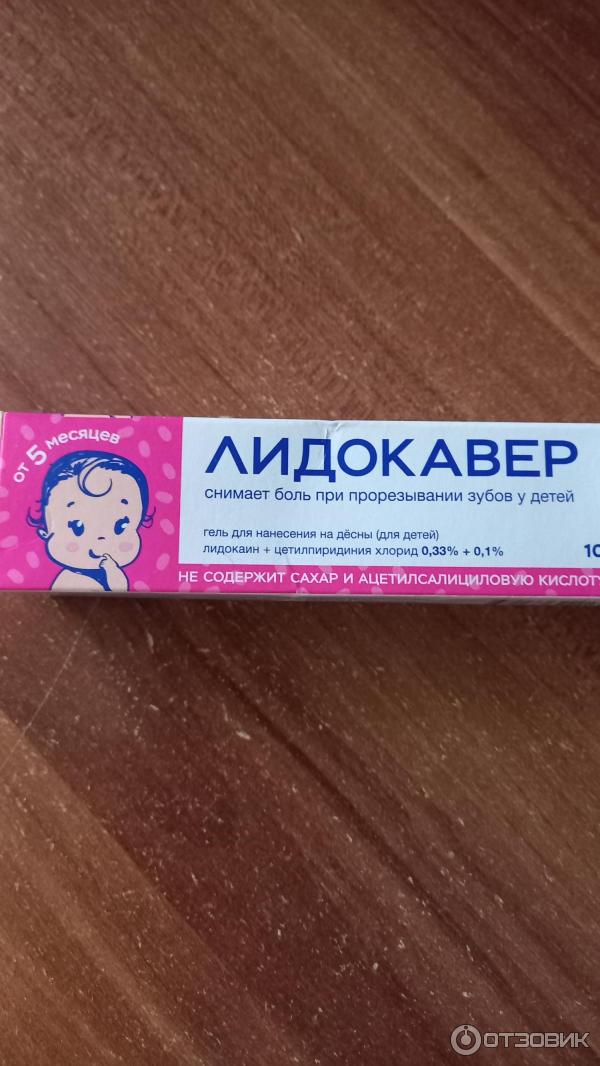 от 5 месяцев
ЛИДОКАВЕР
снимает боль при прорезывании зубов у детей
гель для нанесения на дёсны (для детей)
лидокаин + цетилпиридиния хлорид 0,33% + 0,1%
10
НЕ СОДЕРЖИТ САХАР И АЦЕТИЛСАЛИЦИЛОВУЮ КИСЛОТУ
ОТЗОВИК